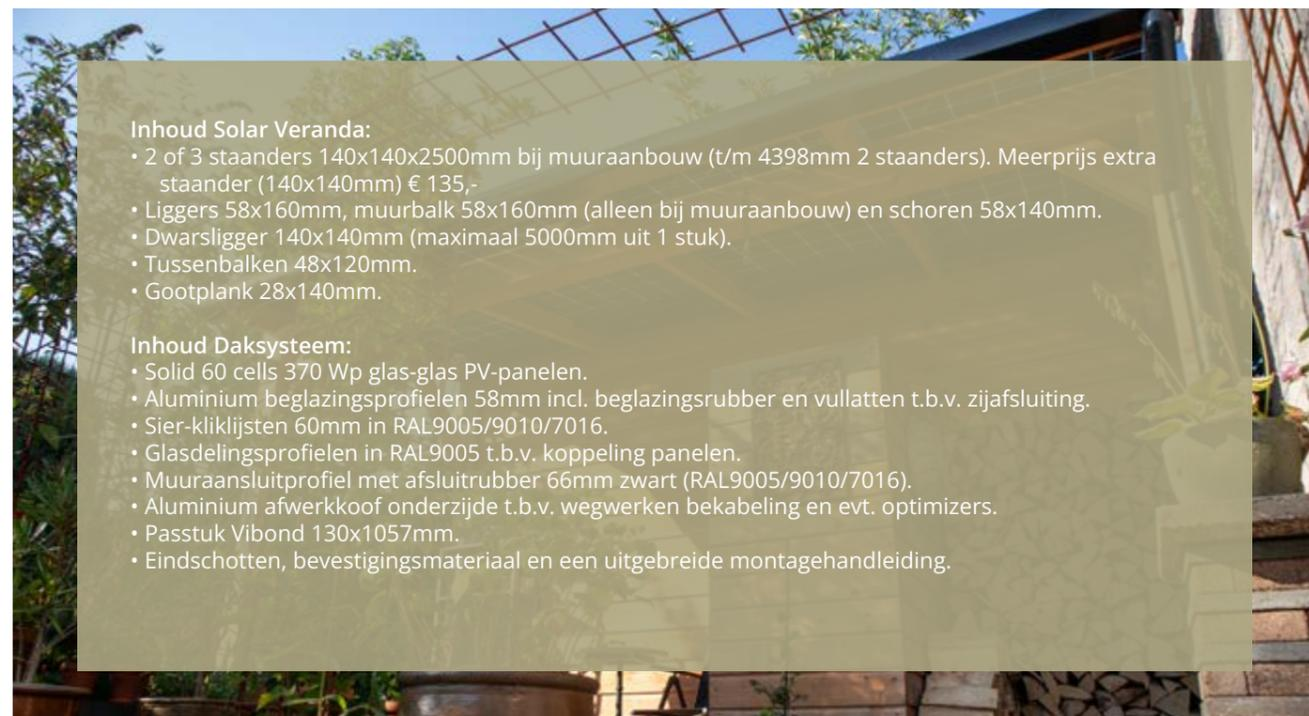 Inhoud Solar Veranda:
• 2 of 3 staanders 140x140x2500mm bij muuraanbouw (t/m 4398mm 2 staanders). Meerprijs extra
staander (140x140mm) € 135,-
• Liggers 58x160mm, muurbalk 58x160mm (alleen bij muuraanbouw) en schoren 58x140mm.
• Dwarsligger 140x140mm (maximaal 5000mm uit 1 stuk).
• Tussenbalken 48x120mm.
• Gootplank 28x140mm.
Inhoud Daksysteem:
• Solid 60 cells 370 Wp glas-glas PV-panelen.
• Aluminium beglazingsprofielen 58mm incl. beglazingsrubber en vullatten t.b.v. zijafsluiting.
• Sier-kliklijsten 60mm in RAL9005/9010/7016.
• Glasdelingsprofielen in RAL9005 t.b.v. koppeling panelen.
• Muuraansluitprofiel met afsluitrubber 66mm zwart (RAL9005/9010/7016).
• Aluminium afwerkkoof onderzijde t.b.v. wegwerken bekabeling en evt. optimizers.
• Passtuk Vibond 130x1057mm.
• Eindschotten, bevestigingsmateriaal en een uitgebreide montagehandleiding.